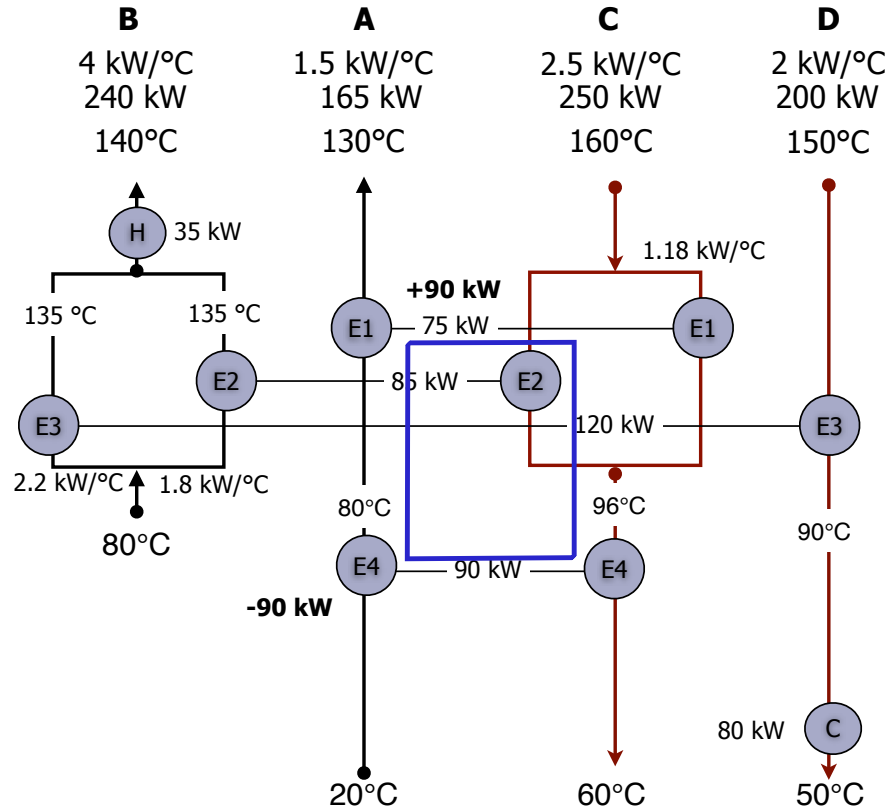 B A C D
4 kW/°C 1.5 kW/°C 2.5 kW/°C 2 kW/°C
240 kW 165 kW 250 kW 200 kW
140°C 130°C 160°C 150°C
H 35 kW
1.18 kW/°C
+90 kW
135 °C 135 °C
E1 75 kW E1
E2 85 kW E2
E3 120 kW E3
2.2 kW/°C 1.8 kW/°C
80°C 96°C
80°C 90°C
E4 90 kW E4
-90 kW
80 kW C
20°C 60°C 50°C